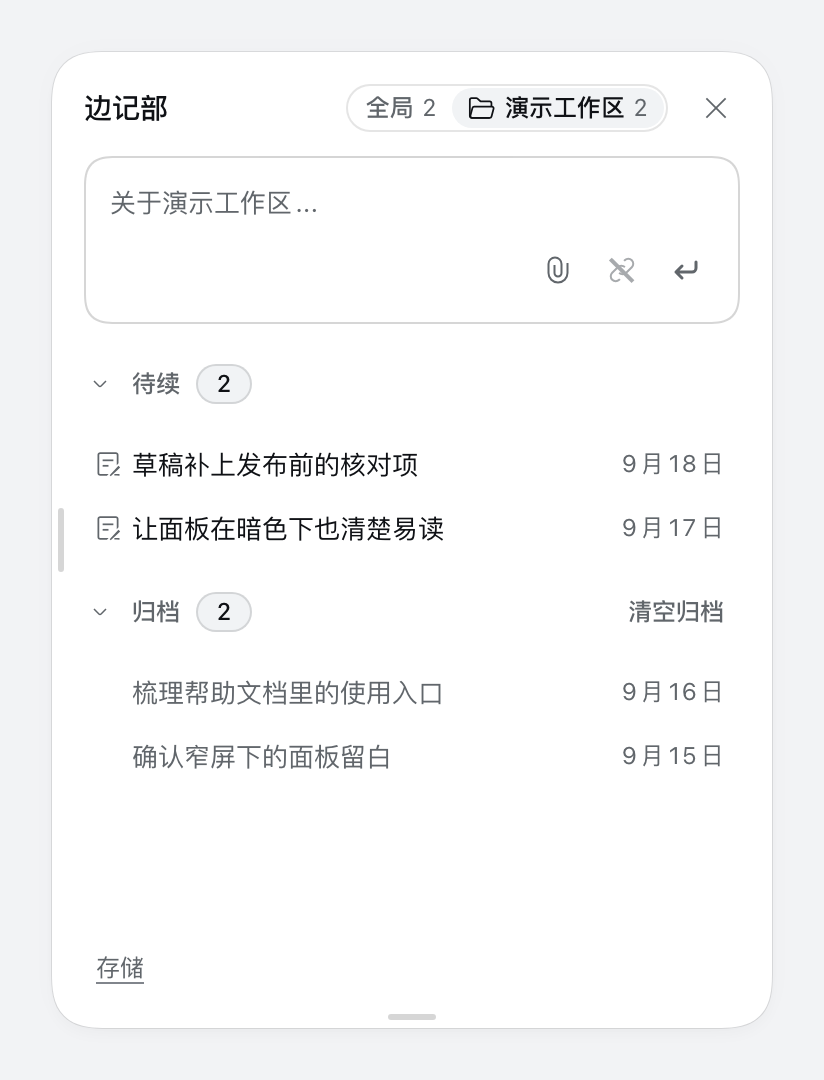 边记部
全局 2 演示工作区 2
关于演示工作区...
待续 2
草稿补上发布前的核对项 9月18日
让面板在暗色下也清楚易读 9月17日
归档 2 清空归档
梳理帮助文档里的使用入口 9月16日
确认窄屏下的面板留白 9月15日
存储